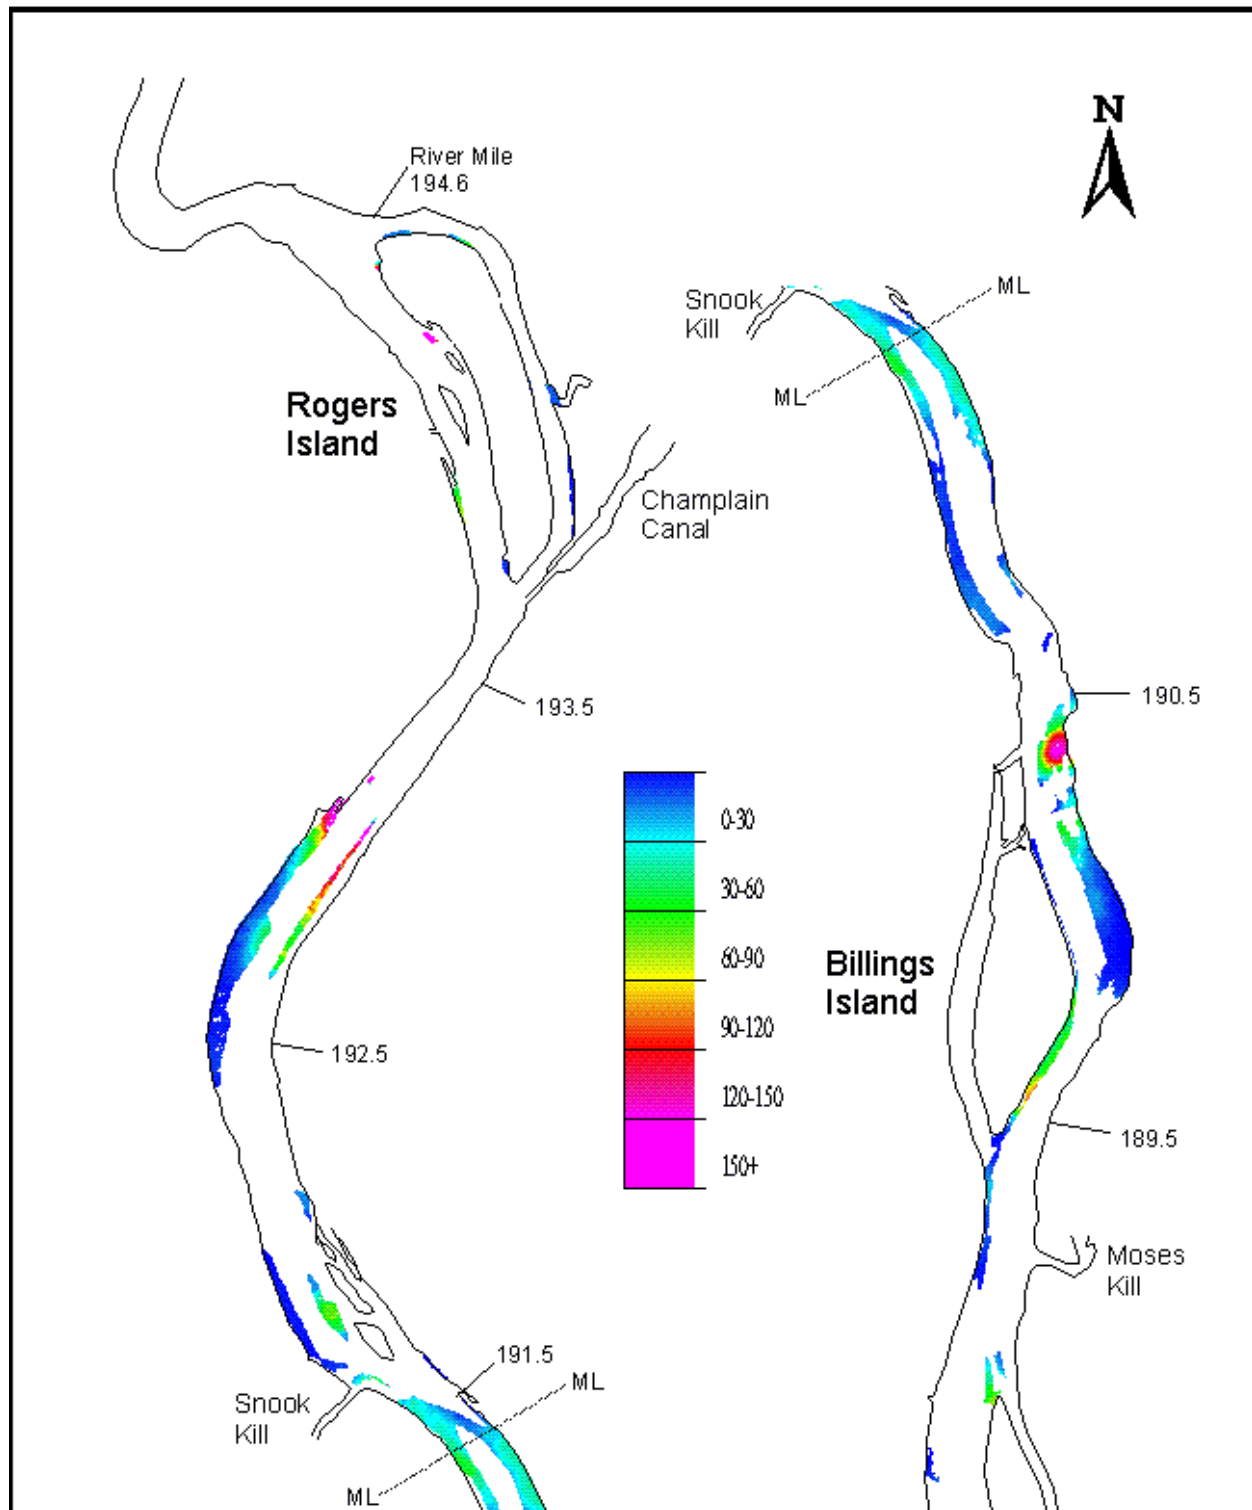 N
River Mile
194.6
Rogers
Island
Champlain
Canal
193.5
192.5
191.5
ML
Snook
Kill
ML
0-30
30-60
60-90
90-120
120-150
150+
Snook
Kill
ML
ML
190.5
Billings
Island
189.5
Moses
Kill